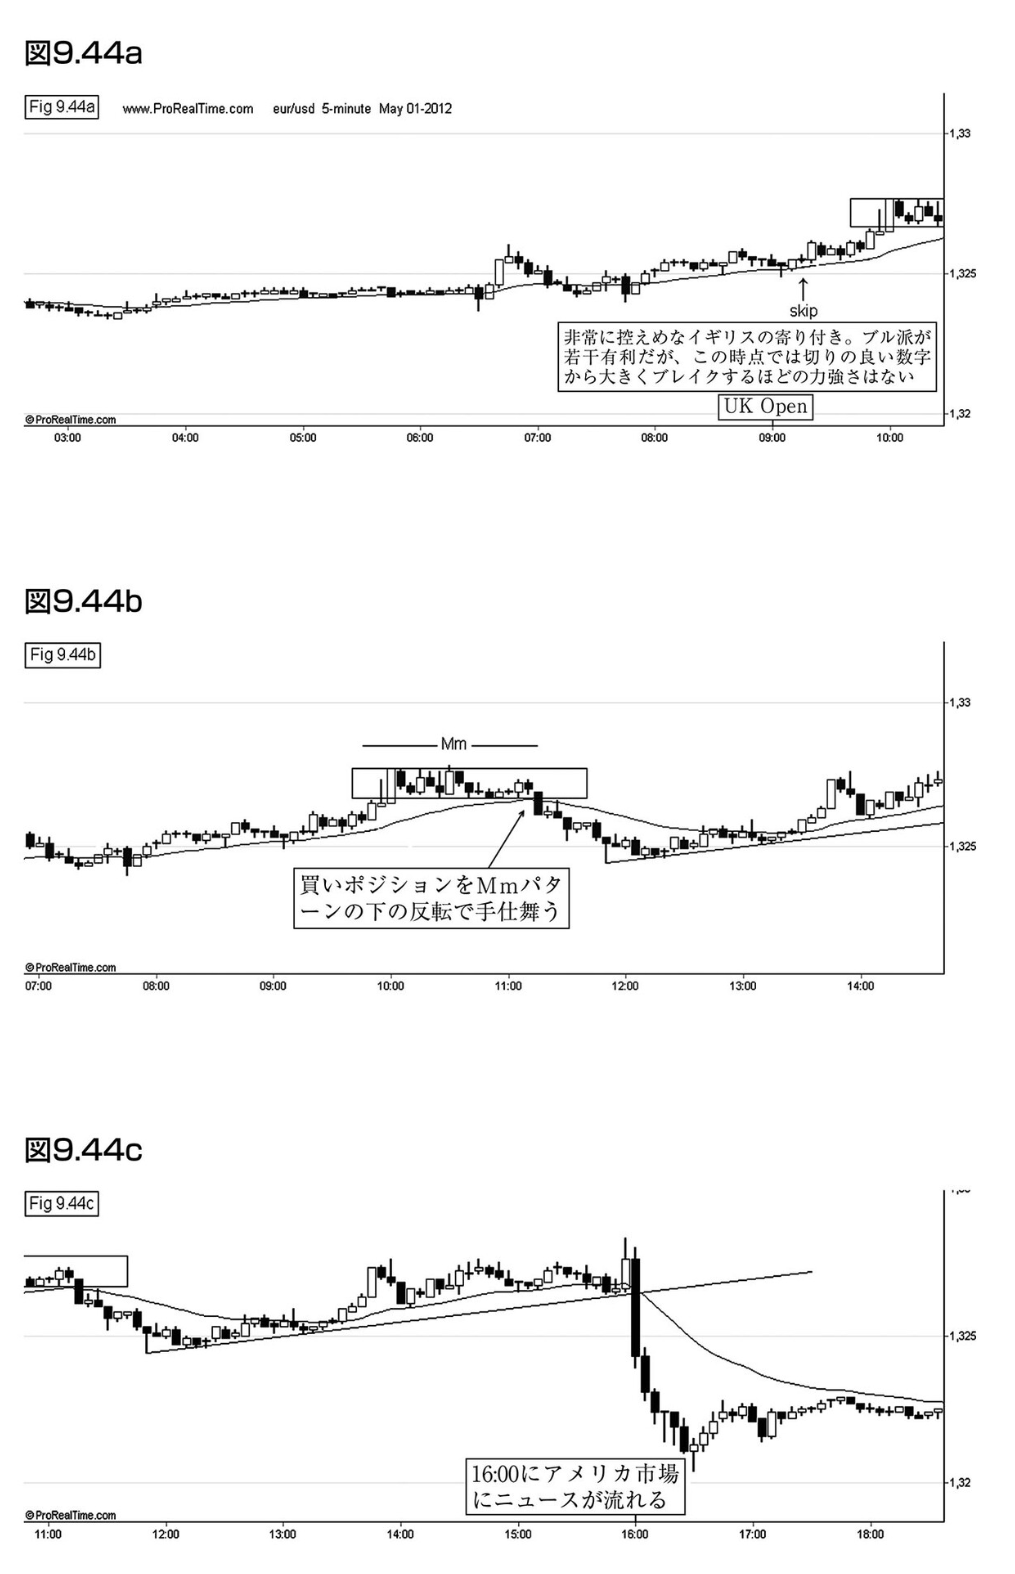 図9.44a
Fig 9.44a www.ProRealTime.com eur/usd 5-minute May 01-2012
1,33
1,325
skip
非常に控えめなイギリスの寄り付き。ブル派が
若干有利だが、この時点では切りの良い数字
から大きくブレイクするほどの力強さはない
UK Open
1,32
©ProRealTime.com
03:00 04:00 05:00 06:00 07:00 08:00 09:00 10:00
図9.44b
Fig 9.44b
1,33
Mm
1,325
買いポジションをMmパタ
ーンの下の反転で手仕舞う
©ProRealTime.com
07:00 08:00 09:00 10:00 11:00 12:00 13:00 14:00
図9.44c
Fig 9.44c
1,325
16:00にアメリカ市場
にニュースが流れる
1,32
©ProRealTime.com
11:00 12:00 13:00 14:00 15:00 16:00 17:00 18:00